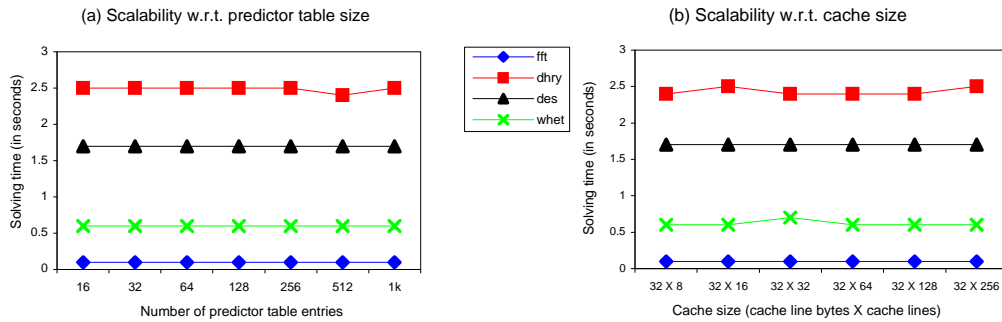 (a) Scalability w.r.t. predictor table size
3
2.5
2
1.5
1
0.5
0
Solving time (in seconds)
16 32 64 128 256 512 1k
Number of predictor table entries
fft
dhry
des
whet
(b) Scalability w.r.t. cache size
3
2.5
2
1.5
1
0.5
0
Solving time (in seconds)
32 X 8 32 X 16 32 X 32 32 X 64 32 X 128 32 X 256
Cache size (cache line bytes X cache lines)